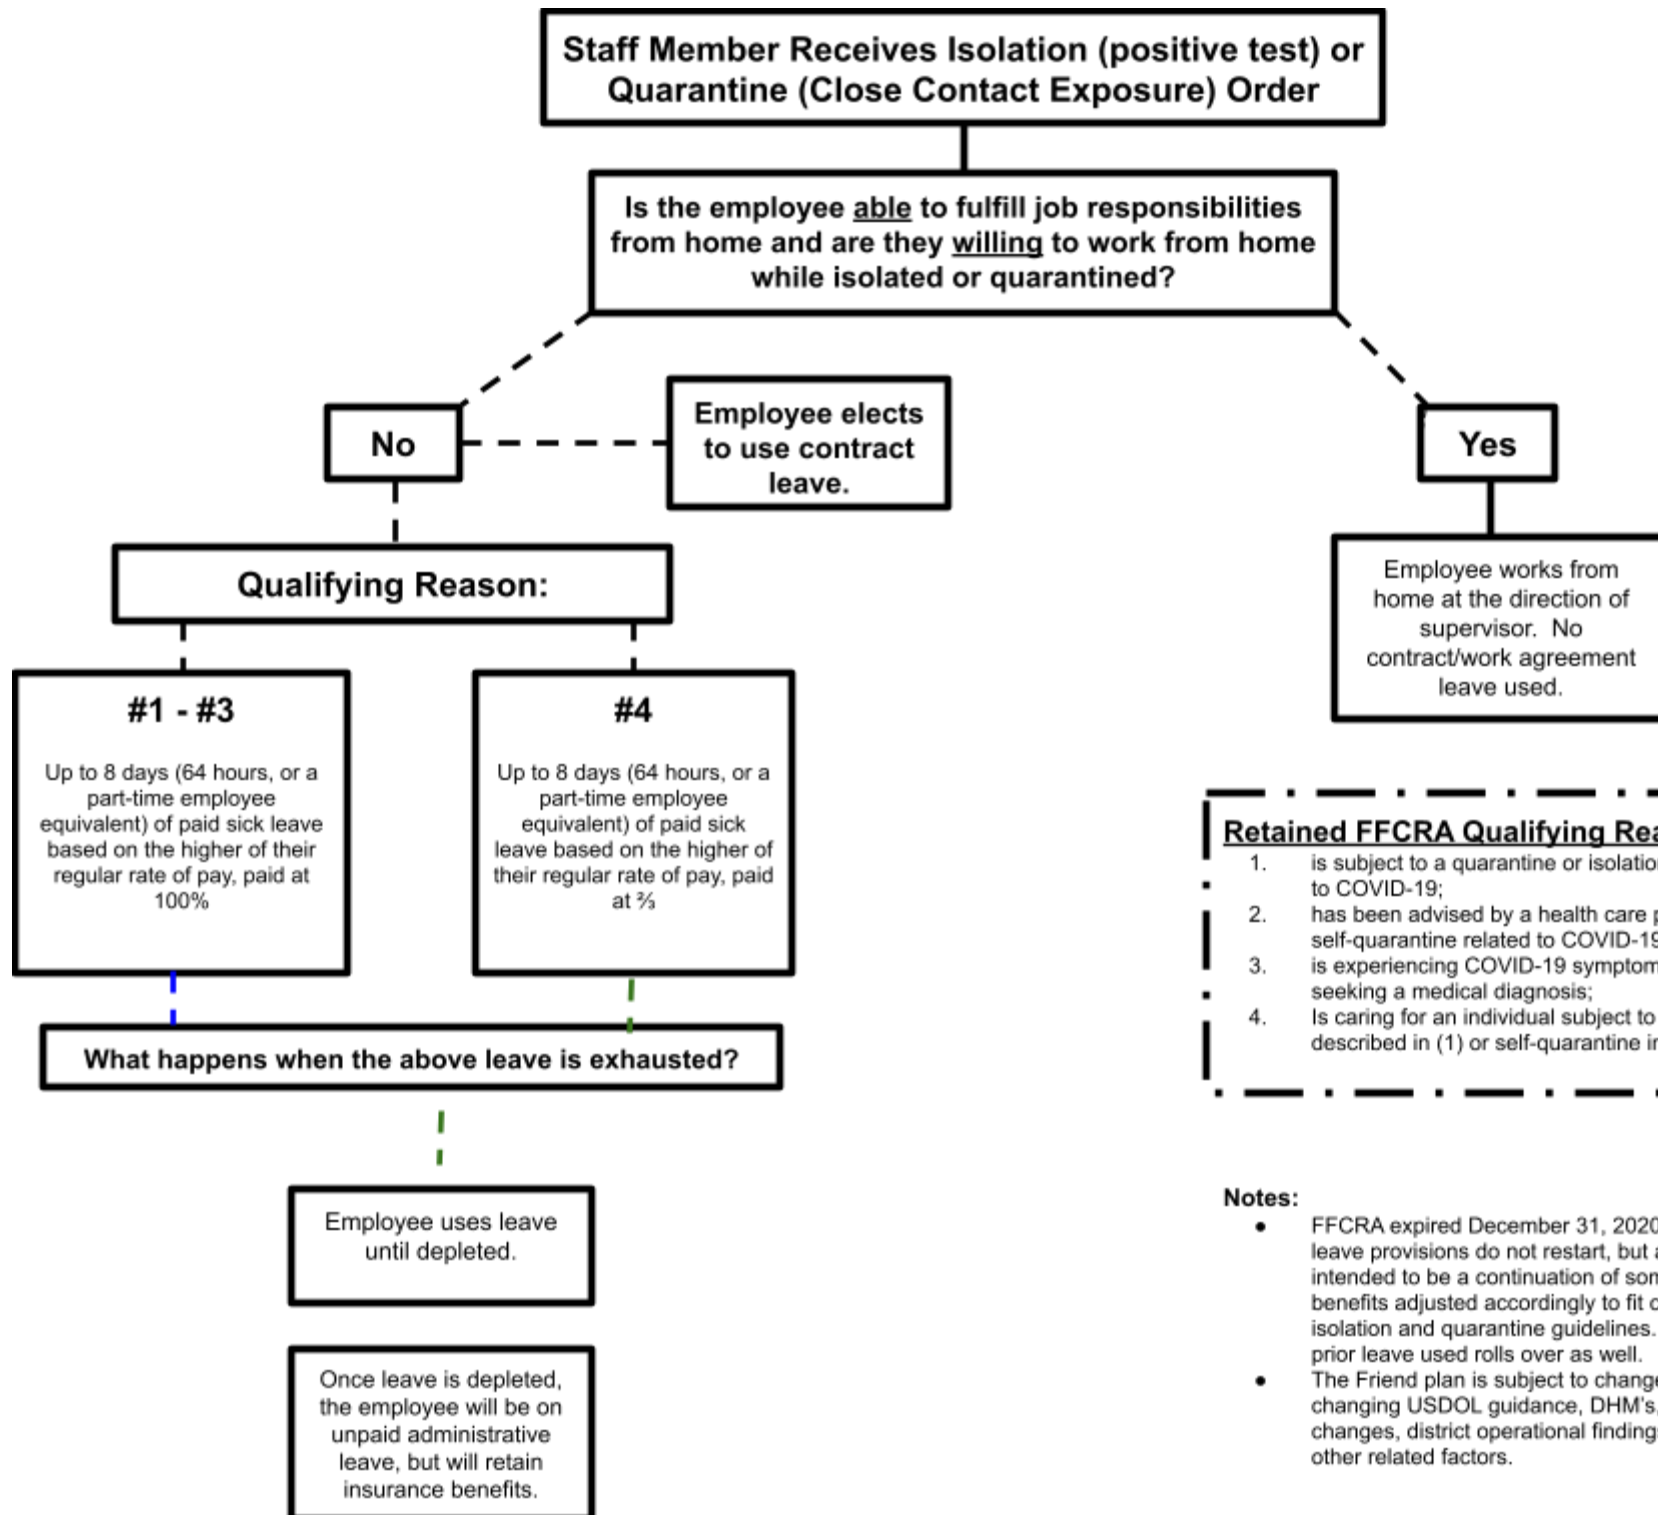 Staff Member Receives Isolation (positive test) or
Quarantine (Close Contact Exposure) Order
Is the employee able to fulfill job responsibilities
from home and are they willing to work from home
while isolated or quarantined?
No
Employee elects
to use contract
leave.
Yes
Qualifying Reason:
Employee works from
home at the direction of
supervisor. No
contract/work agreement
leave used.
#1 - #3
Up to 8 days (64 hours, or a
part-time employee
equivalent) of paid sick leave
based on the higher of their
regular rate of pay, paid at
100%
#4
Up to 8 days (64 hours, or a
part-time employee
equivalent) of paid sick
leave based on the higher of
their regular rate of pay, paid
at ⅔
What happens when the above leave is exhausted?
Employee uses leave
until depleted.
Once leave is depleted,
the employee will be on
unpaid administrative
leave, but will retain
insurance benefits.
Retained FFCRA Qualifying
1. is subject to a quarantine or
to COVID-19;
2. has been advised by a health care
self-quarantine related to COVID-19
3. is experiencing COVID-19
seeking a medical diagnosis;
4. Is caring for an individual subject to
described in (1) or self-quarantine
Notes:
● FFCRA expired December 31, 2020
leave provisions do not restart, but
intended to be a continuation of
benefits adjusted accordingly to fit
isolation and quarantine guidelines.
prior leave used rolls over as well.
● The Friend plan is subject to
changing USDOL guidance, DHM's,
changes, district operational
other related factors.